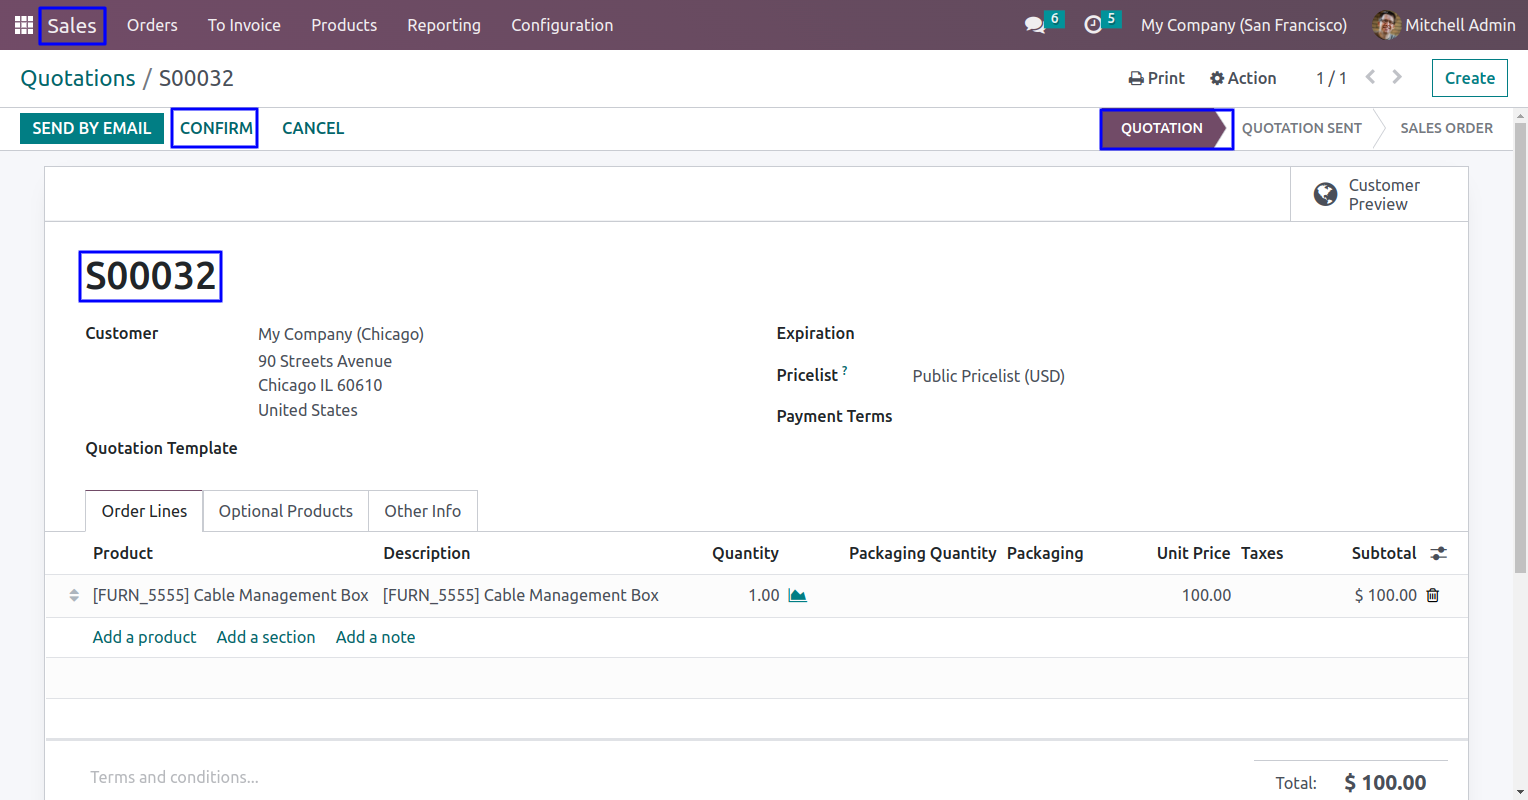 Sales Orders To Invoice Products Reporting Configuration 6 5 My Company (San Francisco) Mitchell Admin
Quotations / S00032 Print Action 1 / 1 Create
SEND BY EMAIL CONFIRM CANCEL QUOTATION QUOTATION SENT SALES ORDER
Customer
Preview
S00032
Customer My Company (Chicago) Expiration
90 Streets Avenue
Chicago IL 60610 Pricelist ? Public Pricelist (USD)
United States Payment Terms
Quotation Template
Order Lines Optional Products Other Info
Product Description Quantity Packaging Quantity Packaging Unit Price Taxes Subtotal
[FURN_5555] Cable Management Box [FURN_5555] Cable Management Box 1.00 100.00 $ 100.00
Add a product Add a section Add a note
Terms and conditions... Total: $ 100.00